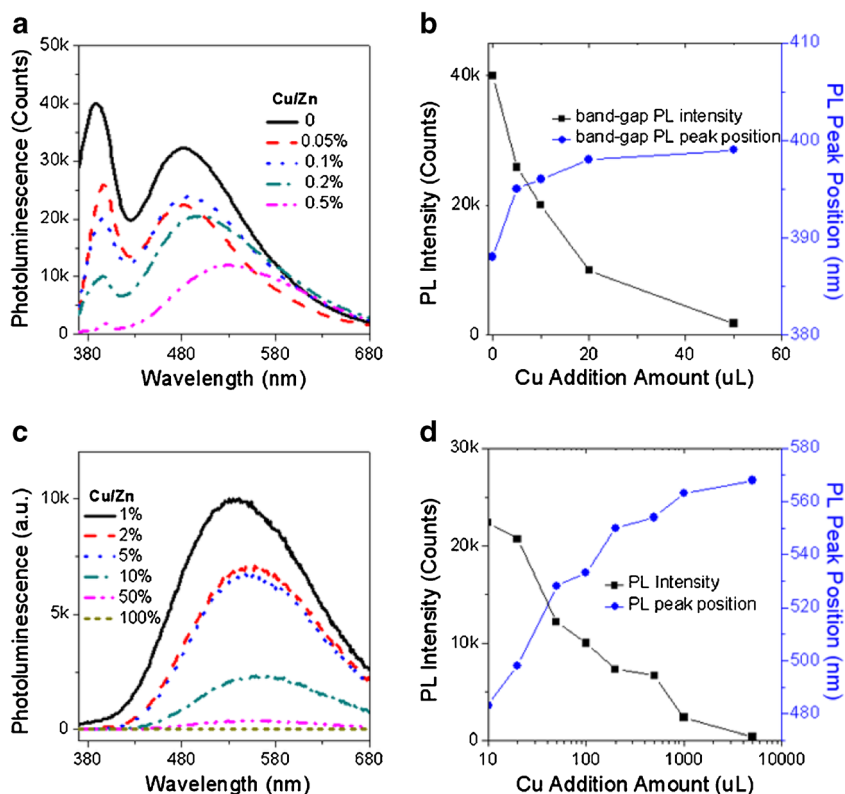 a
50k
40k
30k
20k
10k
0
Photoluminescence (Counts)
Cu/Zn
0
0.05%
0.1%
0.2%
0.5%
380
480
580
680
Wavelength (nm)
b
40k
20k
0
PL Intensity (Counts)
band-gap PL intensity
band-gap PL peak position
410
400
390
380
PL Peak Position (nm)
0
20
40
60
Cu Addition Amount (uL)
c
10k
5k
0
Photoluminescence (a.u.)
Cu/Zn
1%
2%
5%
10%
50%
100%
380
480
580
680
Wavelength (nm)
d
30k
20k
10k
0
PL Intensity (Counts)
PL Intensity
PL peak position
580
560
540
520
500
480
PL Peak Position (nm)
10
100
1000
10000
Cu Addition Amount (uL)